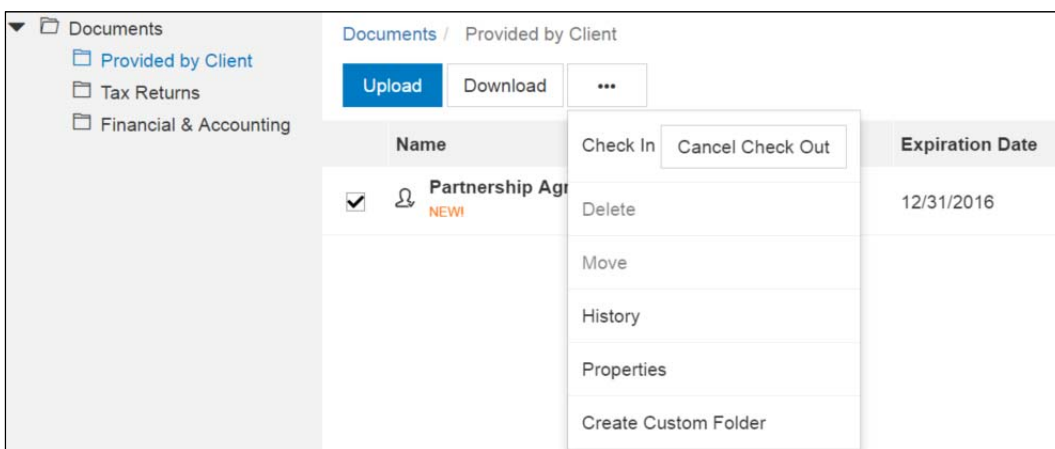 Documents
Provided by Client
Tax Returns
Financial & Accounting
Documents / Provided by Client
Upload Download •••
Name Expiration Date
Check In Cancel Check Out
Partnership
NEW!
12/31/2016
Delete
Move
History
Properties
Create Custom Folder